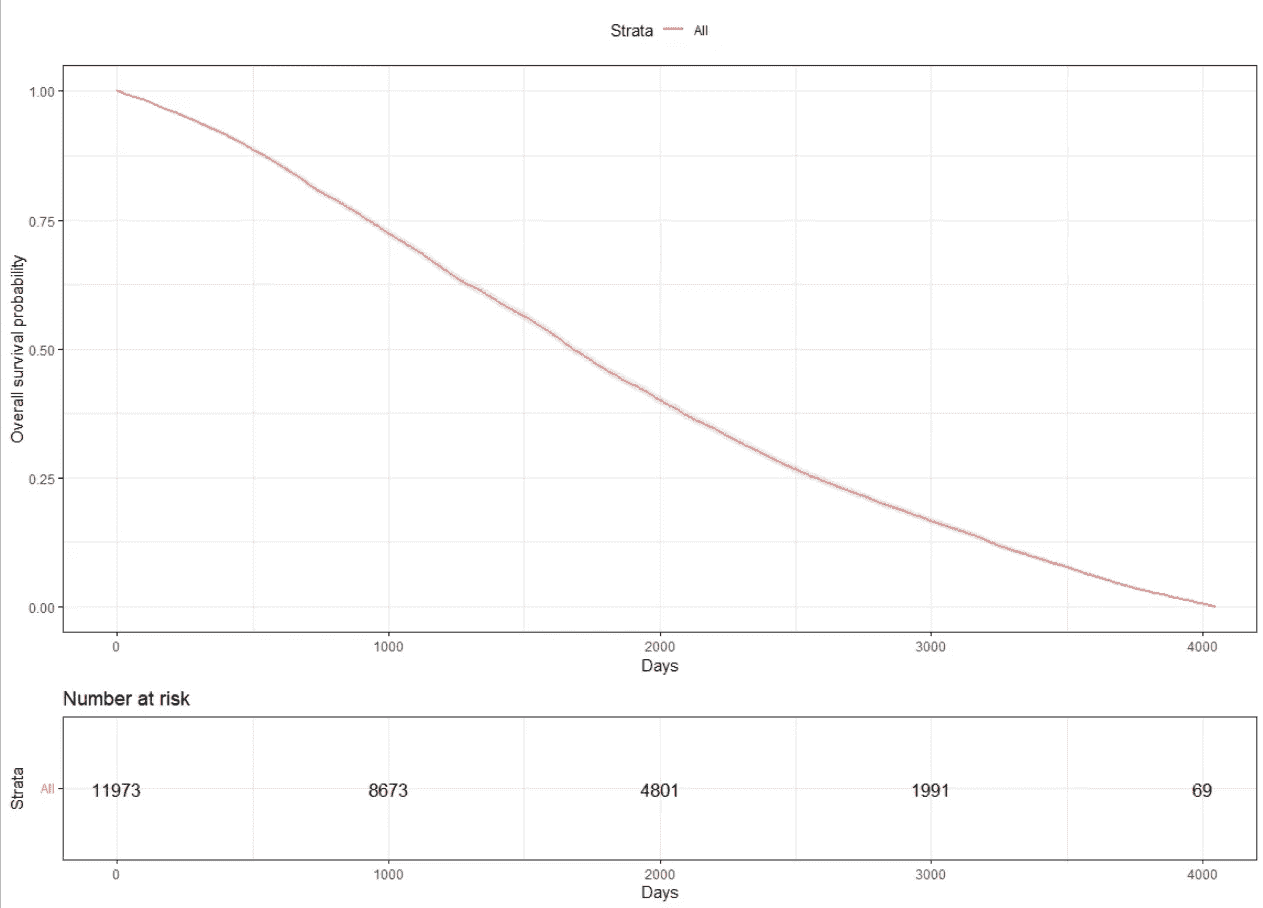 Strata All
1.00
0.75
0.50
0.25
0.00
Overall survival probability
0 1000 2000 3000 4000
Days
Number at risk
Strata
All 11973 8673 4801 1991 69
0 1000 2000 3000 4000
Days